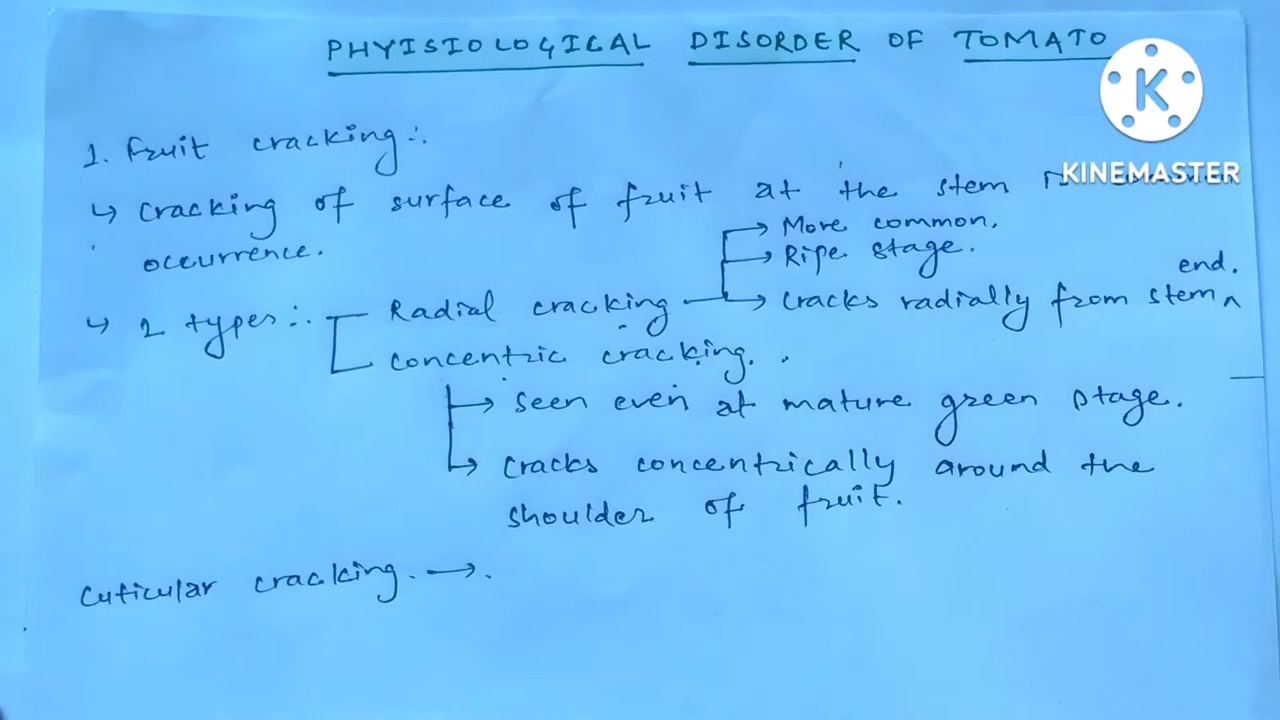 PHYISIOLOGICAL DISORDER OF TOMATO
K
KINEMASTER
1. Fruit cracking:.
↳ cracking of surface of fruit at the stem
occurrence.
→ More common.
→ Ripe stage.
end.
↳ 2 types:. Radial cracking → cracks radially from stem ^
concentric cracking.
→ seen even at mature green stage.
↳ cracks concentrically around the
shoulder of fruit.
Cuticular cracking. →.